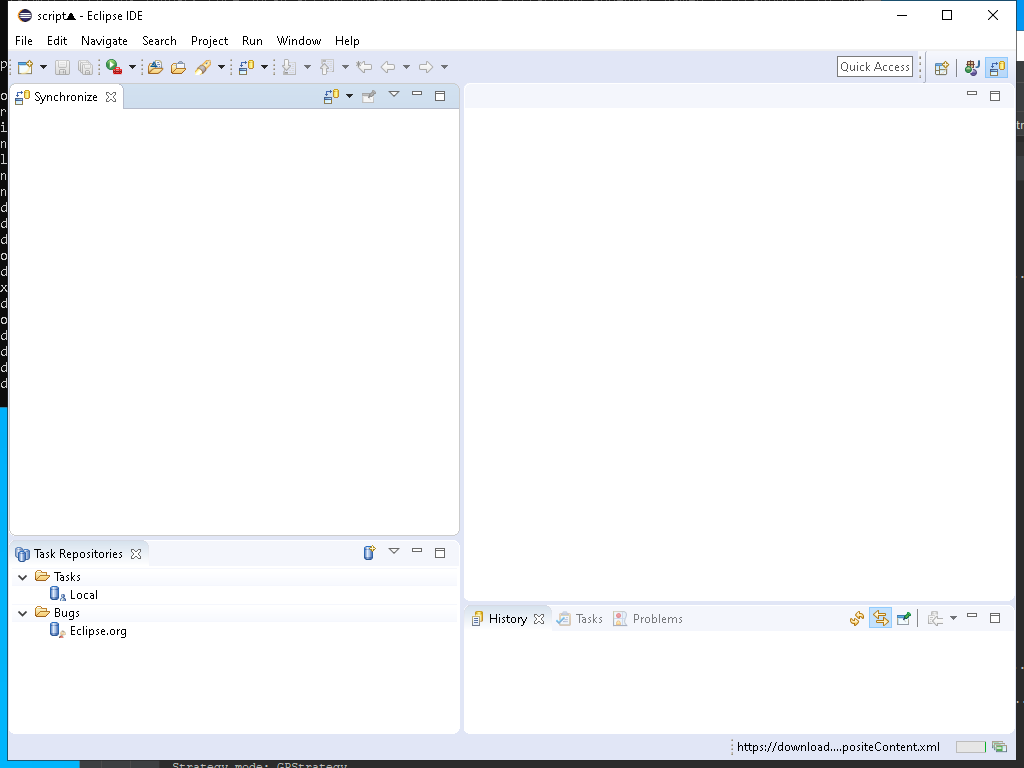 script▲ - Eclipse IDE
File Edit Navigate Search Project Run Window Help
Quick Access
Synchronize
Task Repositories
Tasks
Local
Bugs
Eclipse.org
History Tasks Problems
https://download....positeContent.xml
Strategy mode: GPStrategy